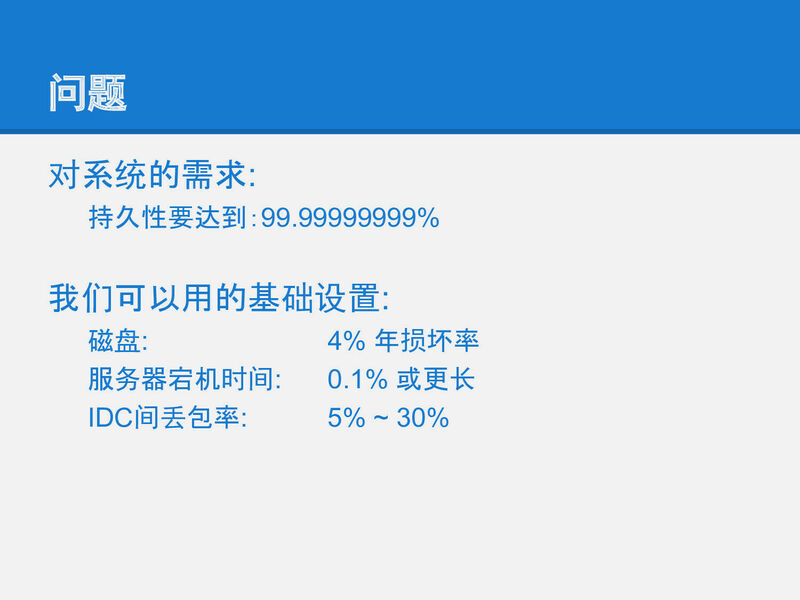 问题
对系统的需求:
持久性要达到:99.99999999%
我们可以用的基础设置:
磁盘: 4% 年损坏率
服务器宕机时间: 0.1% 或更长
IDC间丢包率: 5% ~ 30%